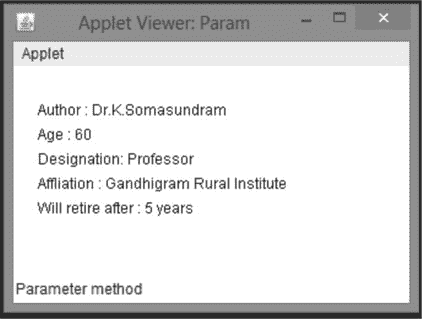 Applet Viewer: Param
Applet
Author : Dr.K.Somasundram
Age : 60
Designation: Professor
Affliation : Gandhigram Rural Institute
Will retire after : 5 years
Parameter method